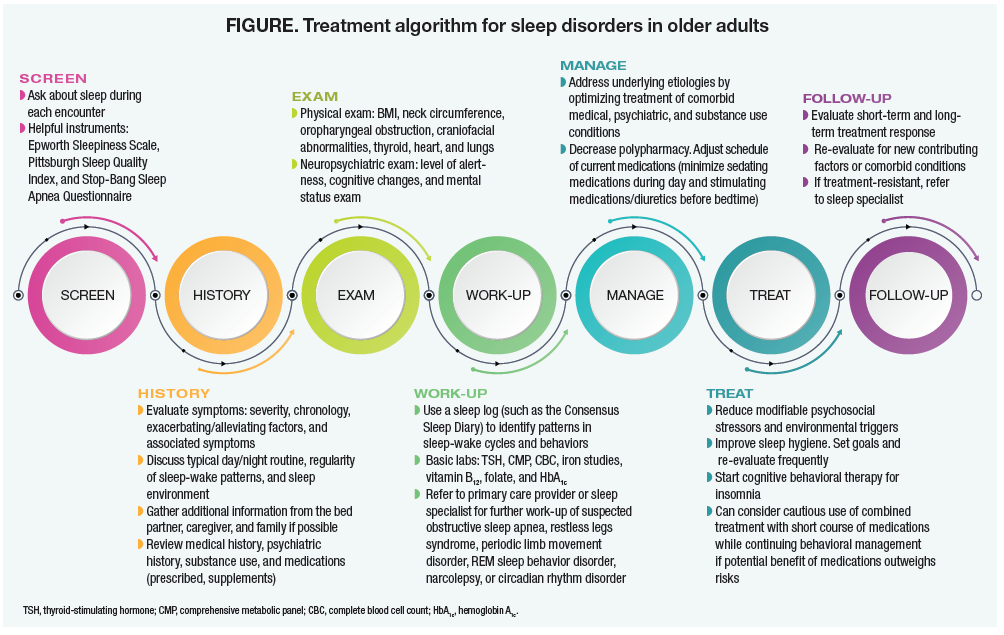 FIGURE. Treatment algorithm for sleep disorders in older adults
SCREEN
Ask about sleep during
each encounter
Helpful instruments:
Epworth Sleepiness Scale,
Pittsburgh Sleep Quality
Index, and Stop-Bang Sleep
Apnea Questionnaire
EXAM
Physical exam: BMI, neck circumference,
oropharyngeal obstruction, craniofacial
abnormalities, thyroid, heart, and lungs
Neuropsychiatric exam: level of alert-
ness, cognitive changes, and mental
status exam
MANAGE
Address underlying etiologies by
optimizing treatment of comorbid
medical, psychiatric, and substance use
conditions
Decrease polypharmacy. Adjust schedule
of current medications (minimize sedating
medications during day and stimulating
medications/diuretics before bedtime)
FOLLOW-UP
Evaluate short-term and long-
term treatment response
Re-evaluate for new contributing
factors or comorbid conditions
If treatment-resistant, refer
to sleep specialist
SCREEN
HISTORY
EXAM
WORK-UP
MANAGE
TREAT
FOLLOW-UP
HISTORY
Evaluate symptoms: severity, chronology,
exacerbating/alleviating factors, and
associated symptoms
Discuss typical day/night routine, regularity
of sleep-wake patterns, and sleep
environment
Gather additional information from the bed
partner, caregiver, and family if possible
Review medical history, psychiatric
history, substance use, and medications
(prescribed, supplements)
WORK-UP
Use a sleep log (such as the Consensus
Sleep Diary) to identify patterns in
sleep-wake cycles and behaviors
Basic labs: TSH, CMP, CBC, iron studies,
vitamin B12, folate, and HbA1c
Refer to primary care provider or sleep
specialist for further work-up of suspected
obstructive sleep apnea, restless legs
syndrome, periodic limb movement
disorder, REM sleep behavior disorder,
narcolepsy, or circadian rhythm disorder
TREAT
Reduce modifiable psychosocial
stressors and environmental triggers
Improve sleep hygiene. Set goals and
re-evaluate frequently
Start cognitive behavioral therapy for
insomnia
Can consider cautious use of combined
treatment with short course of medications
while continuing behavioral management
if potential benefit of medications outweighs
risks
TSH, thyroid-stimulating hormone; CMP, comprehensive metabolic panel; CBC, complete blood cell count; HbA1c, hemoglobin A1c.